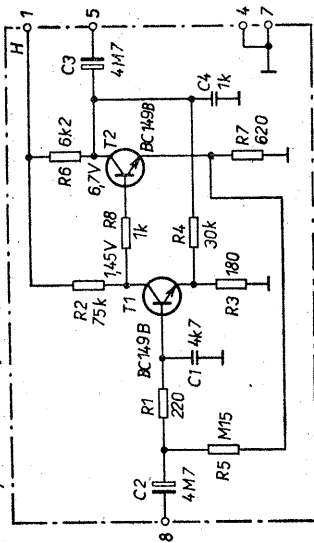 1
H
5
4
7
C3
4M7
C4
1k
R6
6k2
T2
6,7V
BC149B
R7
620
R8
1k
R4
30k
R2
75k
1,45V
T1
BC149B
R3
180
C1
4k7
R1
220
R5
M15
C2
4M7
8